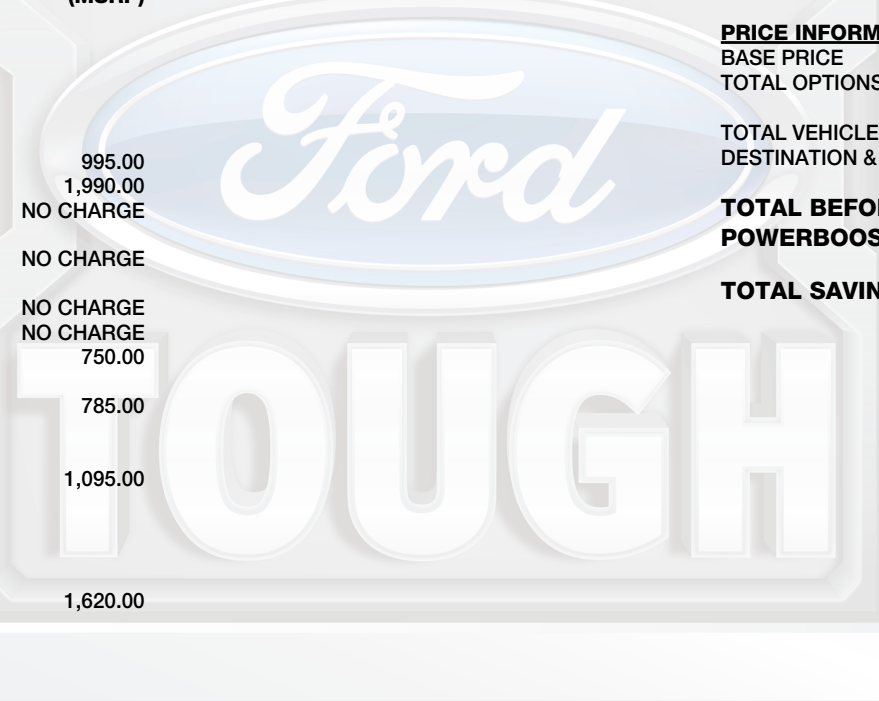 (MSRP)
995.00
1,990.00
NO CHARGE
NO CHARGE
NO CHARGE
NO CHARGE
750.00
785.00
1,095.00
1,620.00
PRICE INFORM
BASE PRICE
TOTAL OPTIONS
TOTAL VEHICLE
DESTINATION &
TOTAL BEFO
POWERBOOS
TOTAL SAVIN
Ford
TOUGH